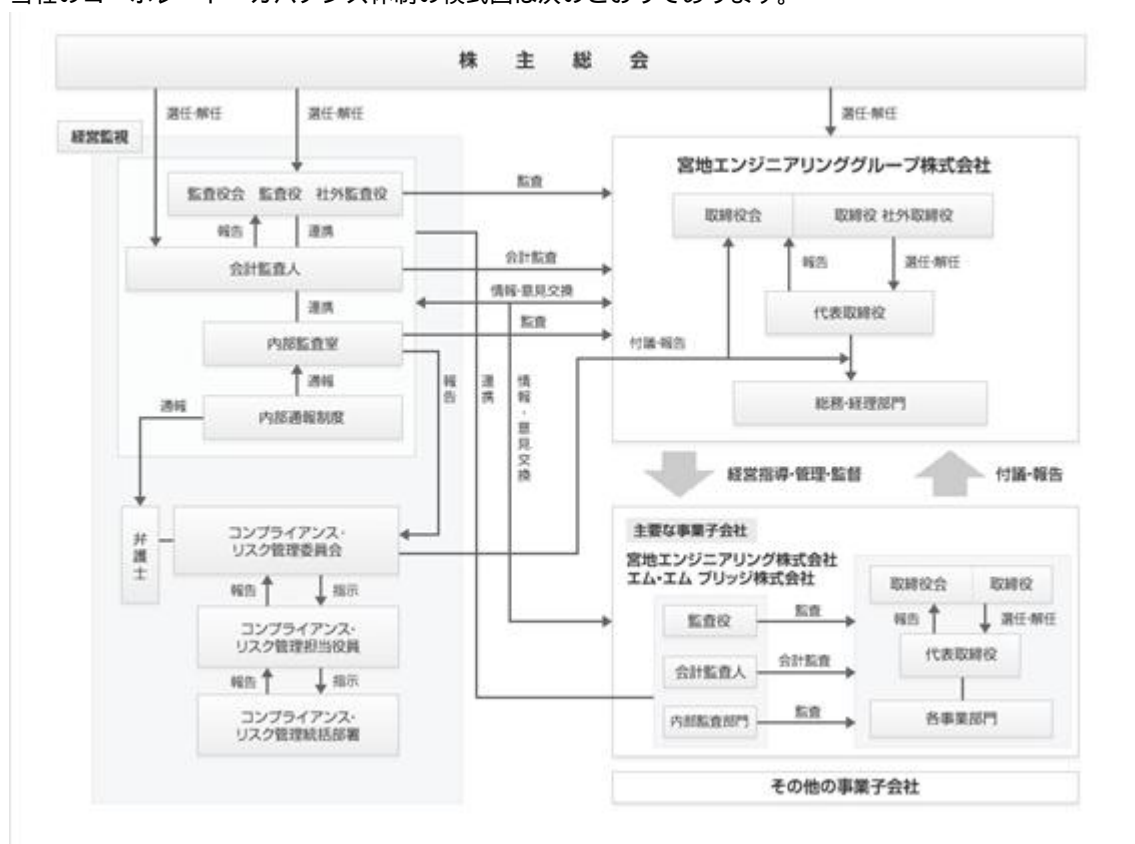 当社のコーポレート・ガバナンス体制の模式図は次のとおりであります。
株 主 総 会
選任・解任
選任・解任
選任・解任
経営監視
監査役会 監査役 社外監査役
報告
連携
会計監査人
連携
内部監査室
通報
内部通報制度
通報
弁護士
コンプライアンス・
リスク管理委員会
報告
指示
コンプライアンス・
リスク管理担当役員
報告
指示
コンプライアンス・
リスク管理統括部署
監査
会計監査
情報・意見交換
監査
報告
連携
情報・意見交換
付議・報告
宮地エンジニアリンググループ株式会社
取締役会
取締役 社外取締役
報告
選任・解任
代表取締役
総務・経理部門
経営指導・管理・監督
付議・報告
主要な事業子会社
宮地エンジニアリング株式会社
エム・エム ブリッジ株式会社
監査役
監査
会計監査人
会計監査
内部監査部門
監査
取締役会
取締役
報告
選任・解任
代表取締役
各事業部門
その他の事業子会社